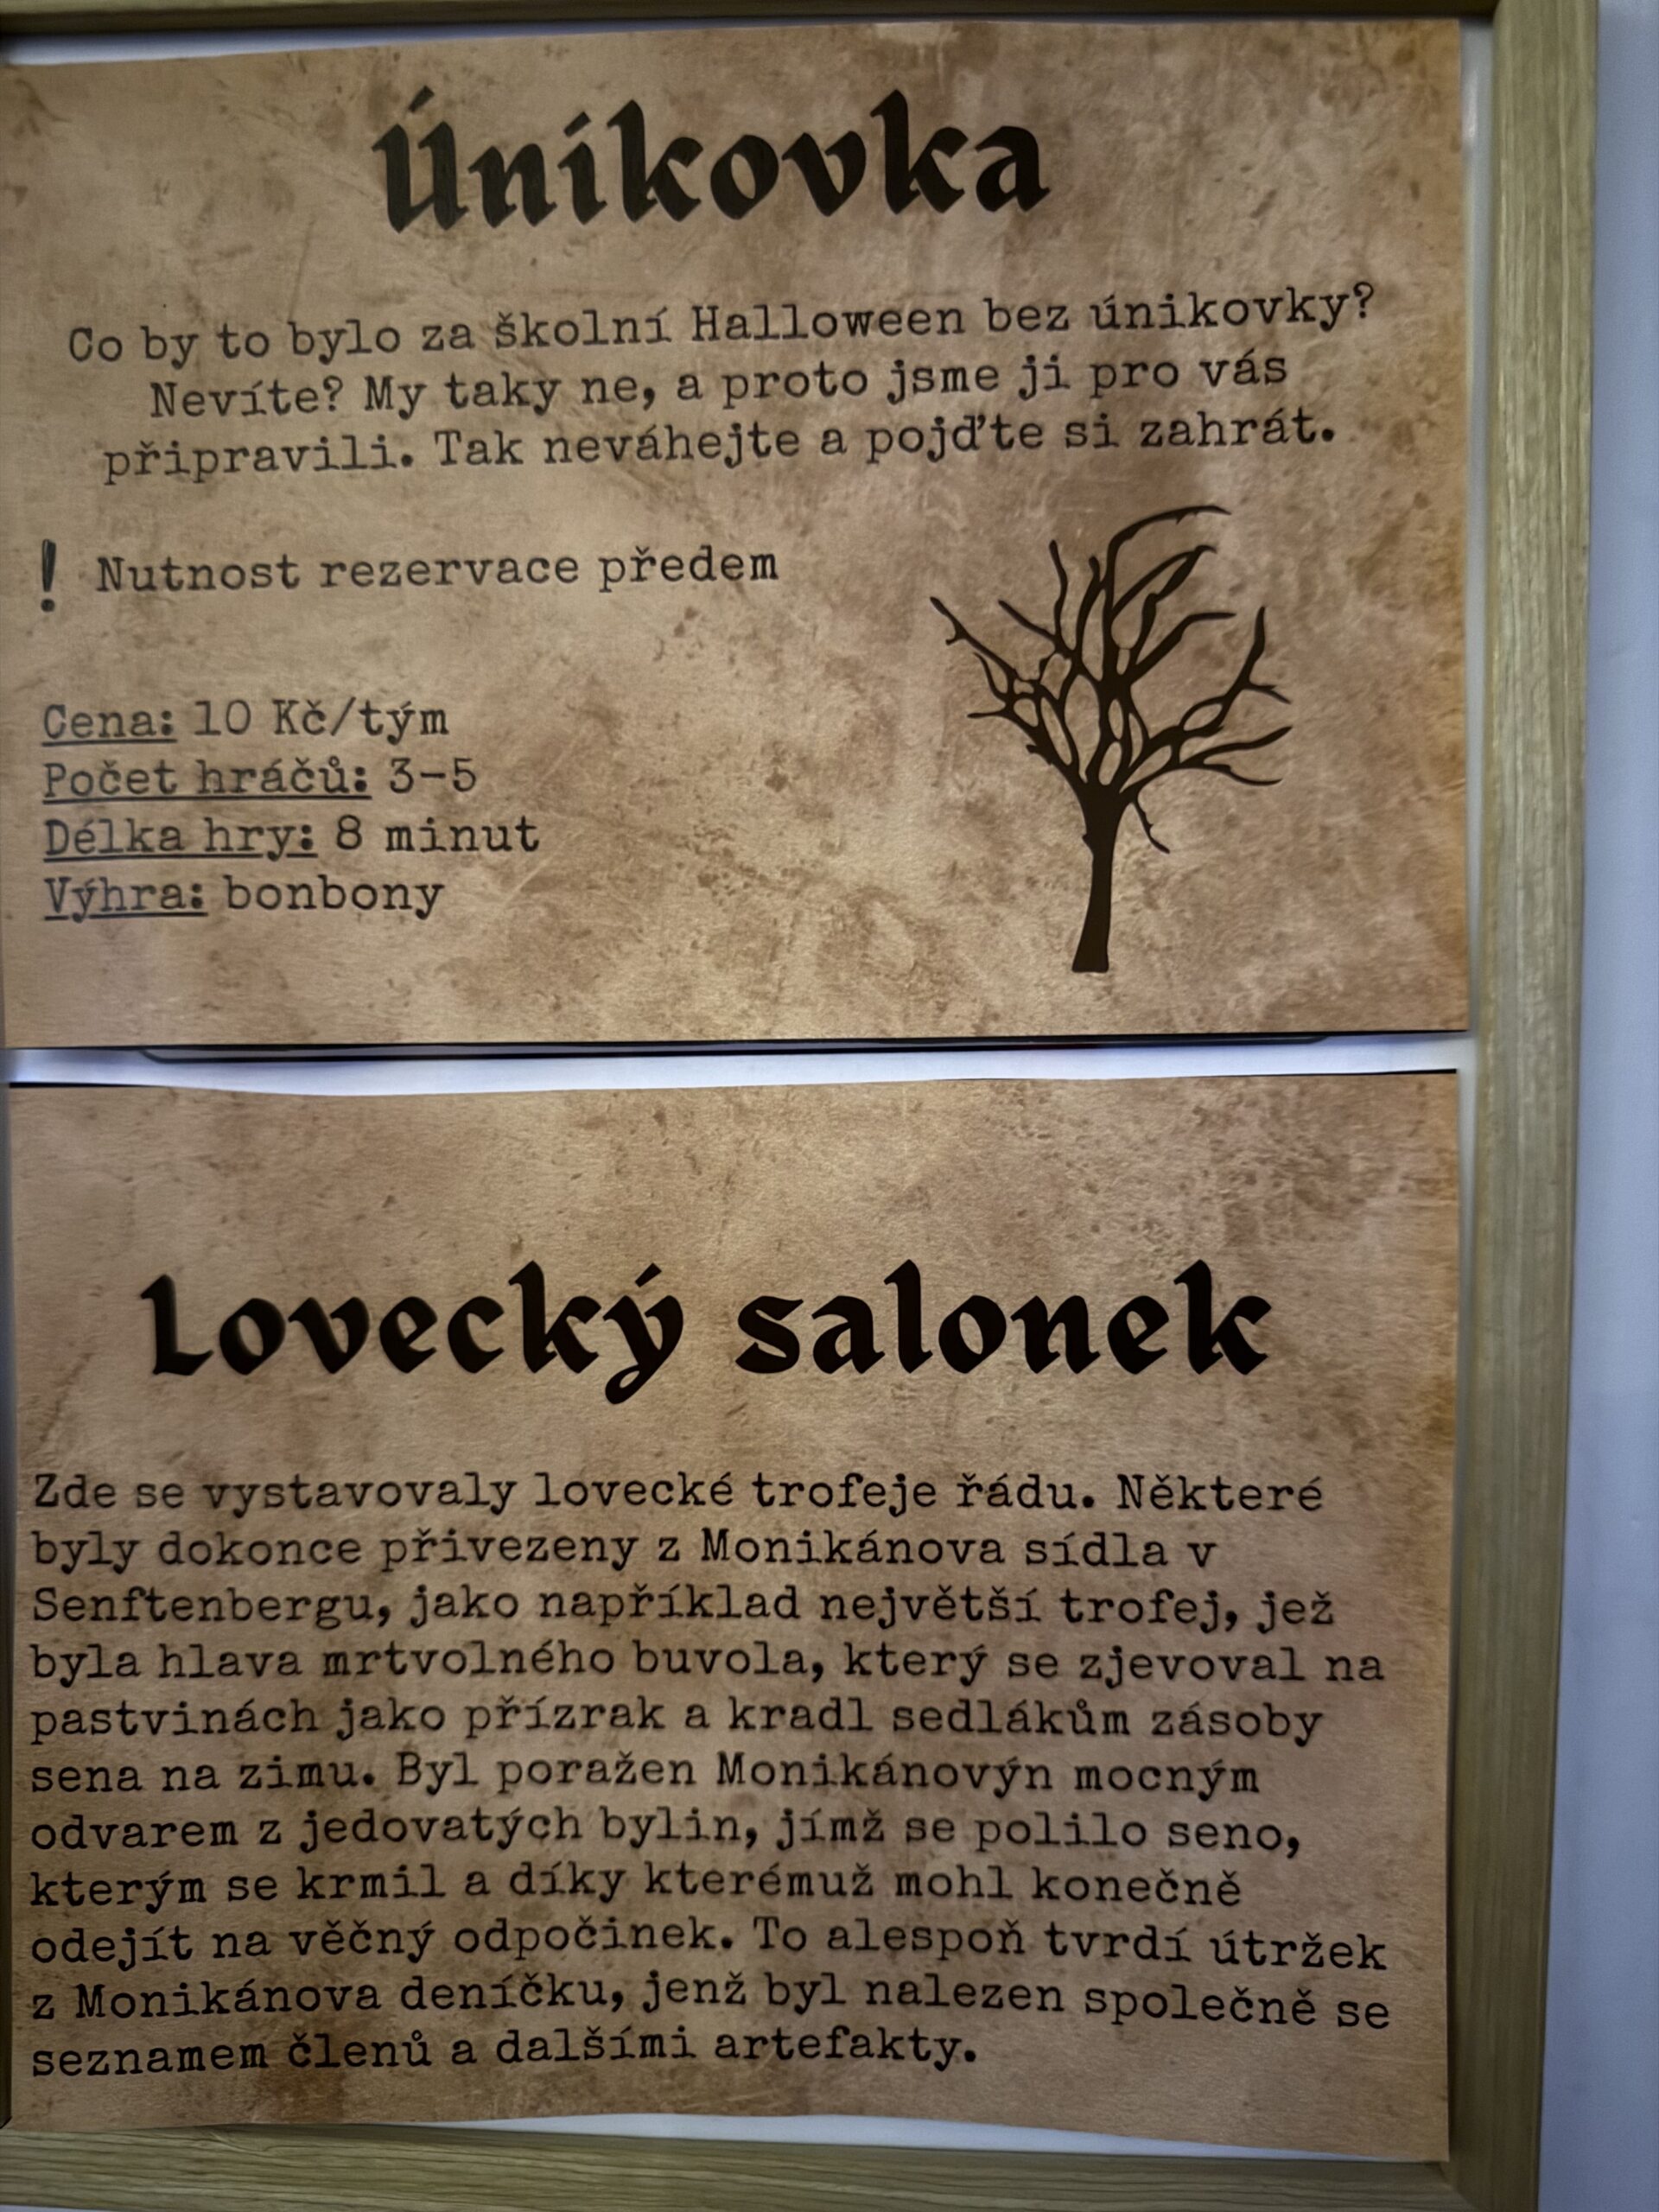 Únikovka
Co by to bylo za školní Halloween bez únikovky?
Nevíte? My taky ne, a proto jsme ji pro vás
připravili. Tak neváhejte a pojďte si zahrát.
! Nutnost rezervace předem
Cena: 10 Kč/tým
Počet hráčů: 3-5
Délka hry: 8 minut
Výhra: bonbony
Lovecký salonek
Zde se vystavovaly lovecké trofeje řádu. Některé
byly dokonce přivezeny z Monikánova sídla v
Senftenbergu, jako například největší trofej, jež
byla hlava mrtvolného buvola, který se zjevoval na
pastvinách jako přízrak a kradl sedlákům zásoby
sena na zimu. Byl poražen Monikánovýn mocným
odvarem z jedovatých bylin, jímž se polilo seno,
kterým se krmil a díky kterémuž mohl konečně
odejít na věčný odpočinek. To alespoň tvrdí útržek
z Monikánova deníčku, jenž byl nalezen společně se
seznamem členů a dalšími artefakty.